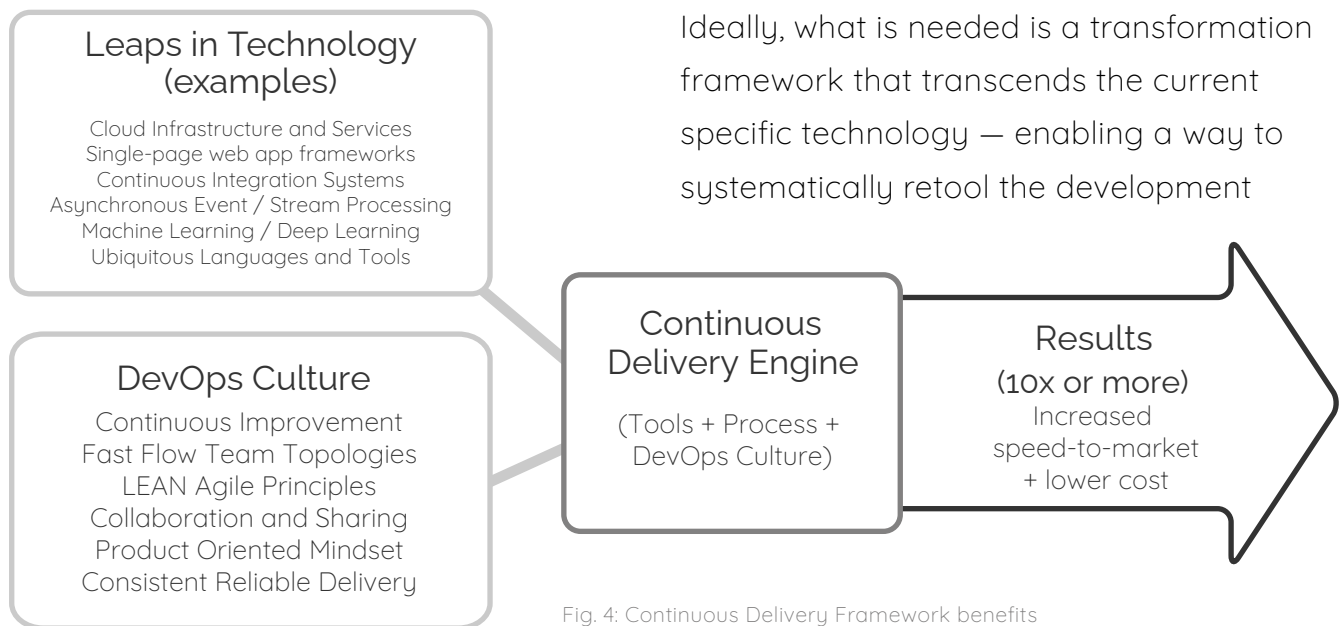 Leaps in Technology
(examples)
Cloud Infrastructure and Services
Single-page web app frameworks
Continuous Integration Systems
Asynchronous Event / Stream Processing
Machine Learning / Deep Learning
Ubiquitous Languages and Tools
DevOps Culture
Continuous Improvement
Fast Flow Team Topologies
LEAN Agile Principles
Collaboration and Sharing
Product Oriented Mindset
Consistent Reliable Delivery
Ideally, what is needed is a transformation
framework that transcends the current
specific technology — enabling a way to
systematically retool the development
Continuous
Delivery Engine
(Tools + Process +
DevOps Culture)
Results
(10x or more)
Increased
speed-to-market
+ lower cost
Fig. 4: Continuous Delivery Framework benefits